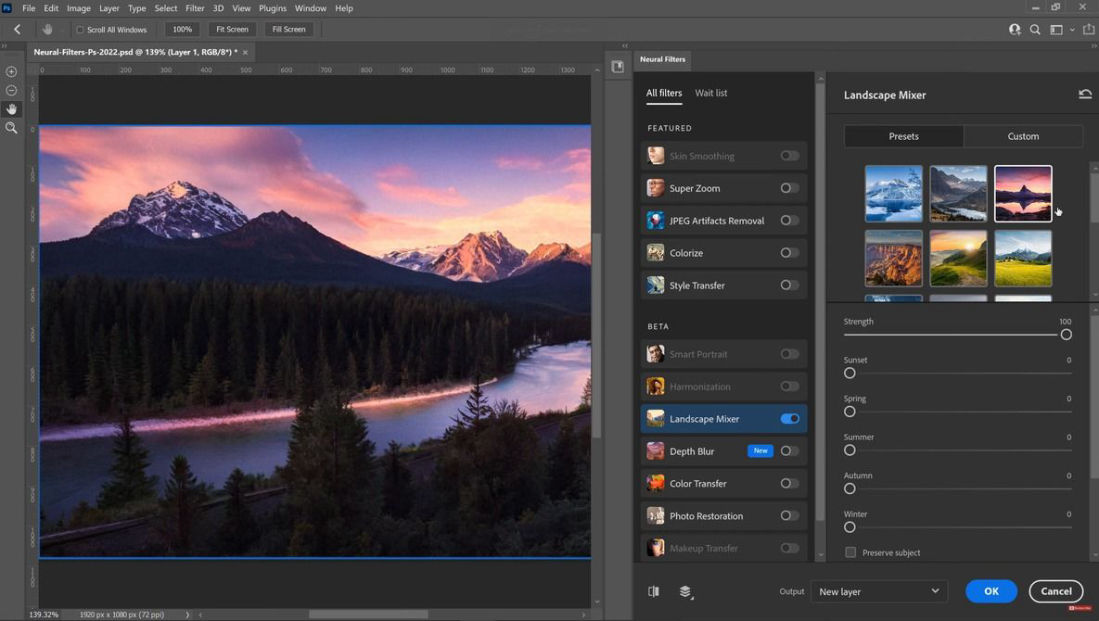 Ps File Edit Image Layer Type Select Filter 3D View Plugins Window Help
Scroll All Windows 100% Fit Screen Fill Screen
Neural-Filters-Ps-2022.psd @ 139% (Layer 1, RGB/8*) * ×
0 100 200 300 400 500 600 700 800 900 1000 1100 1200 1300
Neural Filters
All filters Wait list
FEATURED
Skin Smoothing
Super Zoom
JPEG Artifacts Removal
Colorize
Style Transfer
BETA
Smart Portrait
Harmonization
Landscape Mixer
Depth Blur New
Color Transfer
Photo Restoration
Makeup Transfer
Landscape Mixer
Presets Custom
Strength 100
Sunset 0
Spring 0
Summer 0
Autumn 0
Winter 0
Preserve subject
Output New layer OK Cancel
139.32% 1920 px x 1080 px (72 ppi)